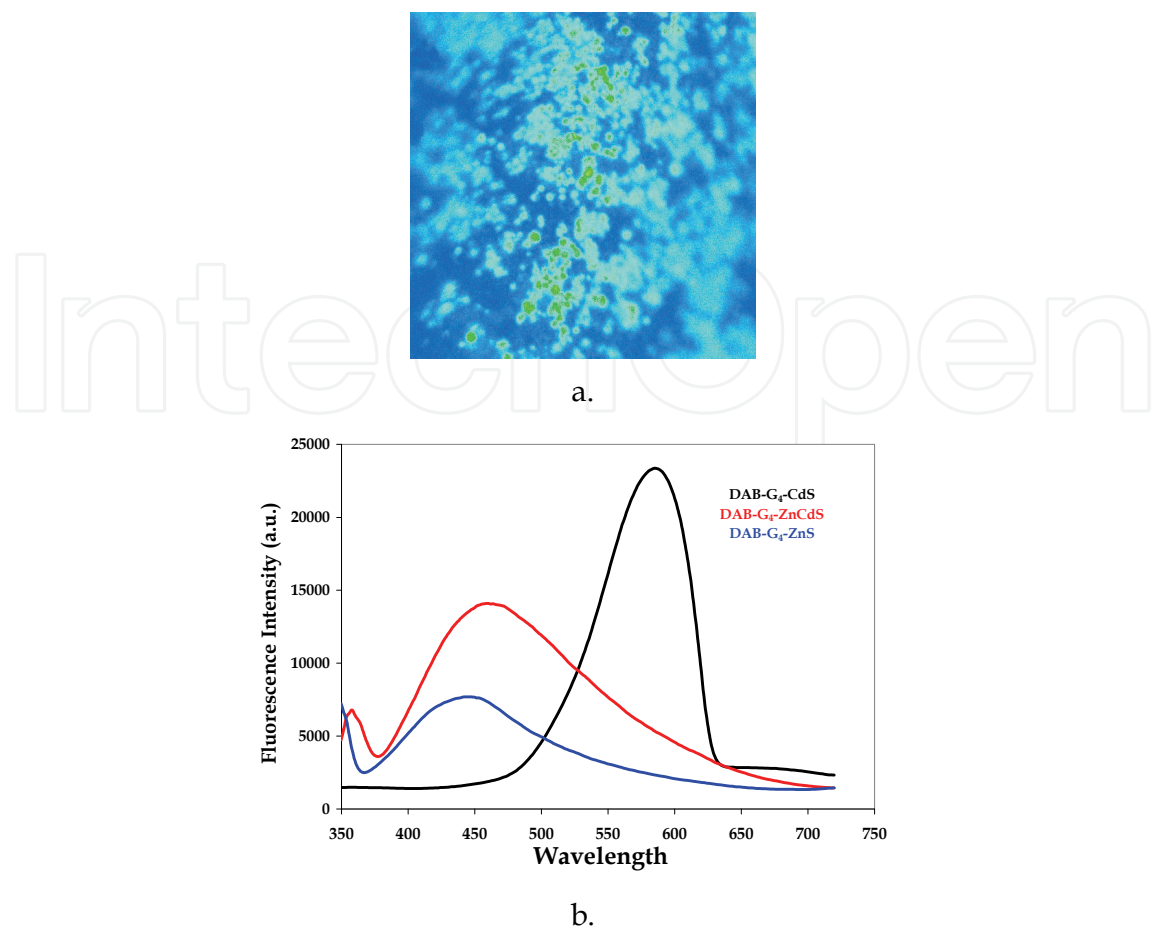 IntechOpen
a.
25000
20000
15000
10000
5000
0
Fluorescence Intensity (a.u.)
DAB-G₄-CdS
DAB-G₄-ZnCdS
DAB-G₄-ZnS
350 400 450 500 550 600 650 700 750
Wavelength
b.